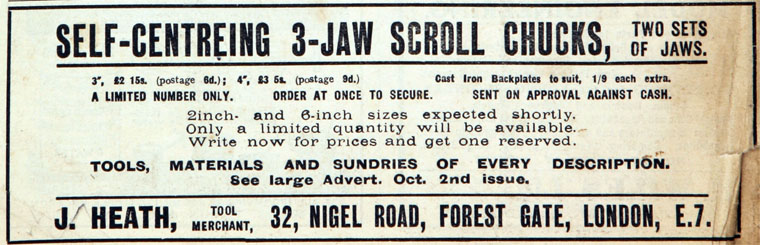 SELF-CENTREING 3-JAW SCROLL CHUCKS, TWO SETS OF JAWS.
3", £2 15s. (postage 6d.); 4", £3 5s. (postage 9d.) Cast Iron Backplates to suit, 1/9 each extra.
A LIMITED NUMBER ONLY. ORDER AT ONCE TO SECURE. SENT ON APPROVAL AGAINST CASH.
2inch- and 6-inch sizes expected shortly.
Only a limited quantity will be available.
Write now for prices and get one reserved.
TOOLS, MATERIALS AND SUNDRIES OF EVERY DESCRIPTION.
See large Advert. Oct. 2nd issue.
J. HEATH, TOOL MERCHANT, 32, NIGEL ROAD, FOREST GATE, LONDON, E.7.